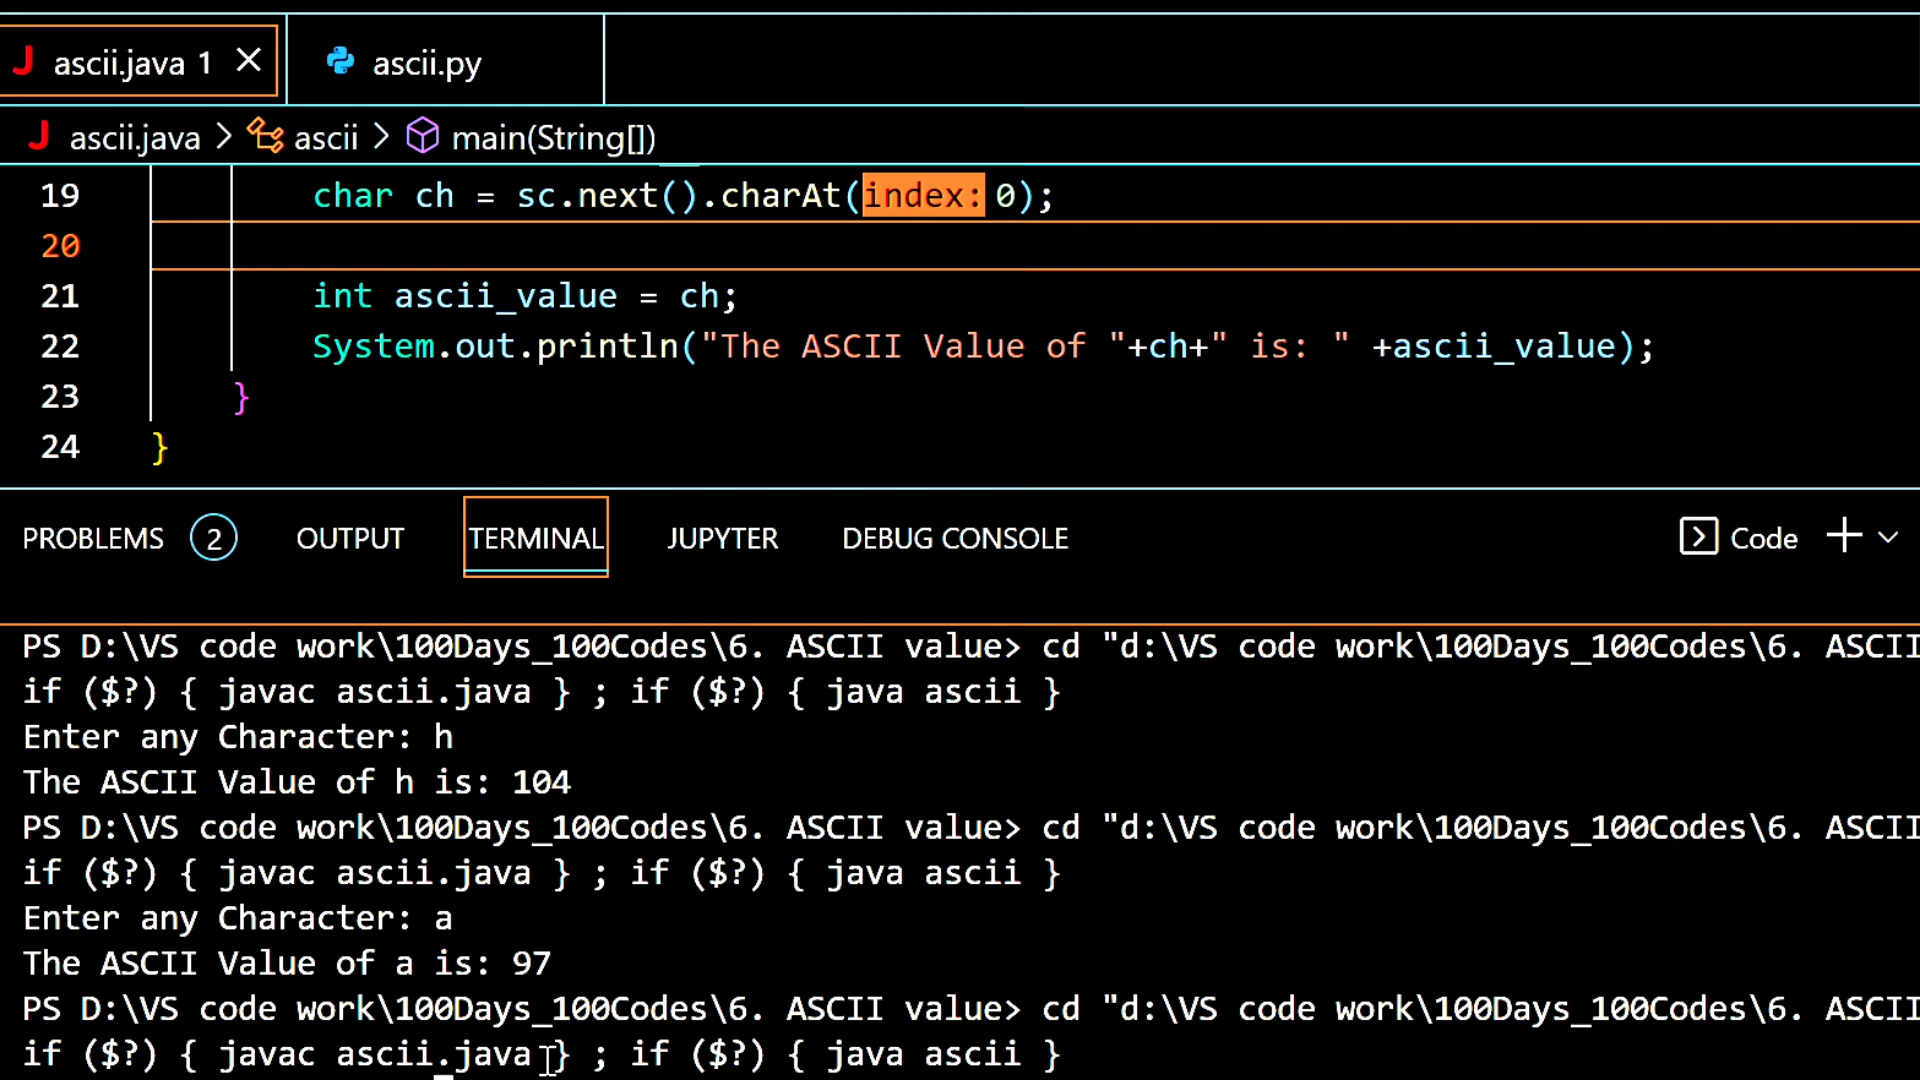 ascii.java 1
ascii.py
ascii.java > ascii > main(String[])
19 char ch = sc.next().charAt(index: 0);
20
21 int ascii_value = ch;
22 System.out.println("The ASCII Value of "+ch+" is: " +ascii_value);
23 }
24 }
PROBLEMS 2 OUTPUT TERMINAL JUPYTER DEBUG CONSOLE Code
PS D:\VS code work\100Days_100Codes\6. ASCII value> cd "d:\VS code work\100Days_100Codes\6. ASCII
if ($?) { javac ascii.java } ; if ($?) { java ascii }
Enter any Character: h
The ASCII Value of h is: 104
PS D:\VS code work\100Days_100Codes\6. ASCII value> cd "d:\VS code work\100Days_100Codes\6. ASCII
if ($?) { javac ascii.java } ; if ($?) { java ascii }
Enter any Character: a
The ASCII Value of a is: 97
PS D:\VS code work\100Days_100Codes\6. ASCII value> cd "d:\VS code work\100Days_100Codes\6. ASCII
if ($?) { javac ascii.java } ; if ($?) { java ascii }